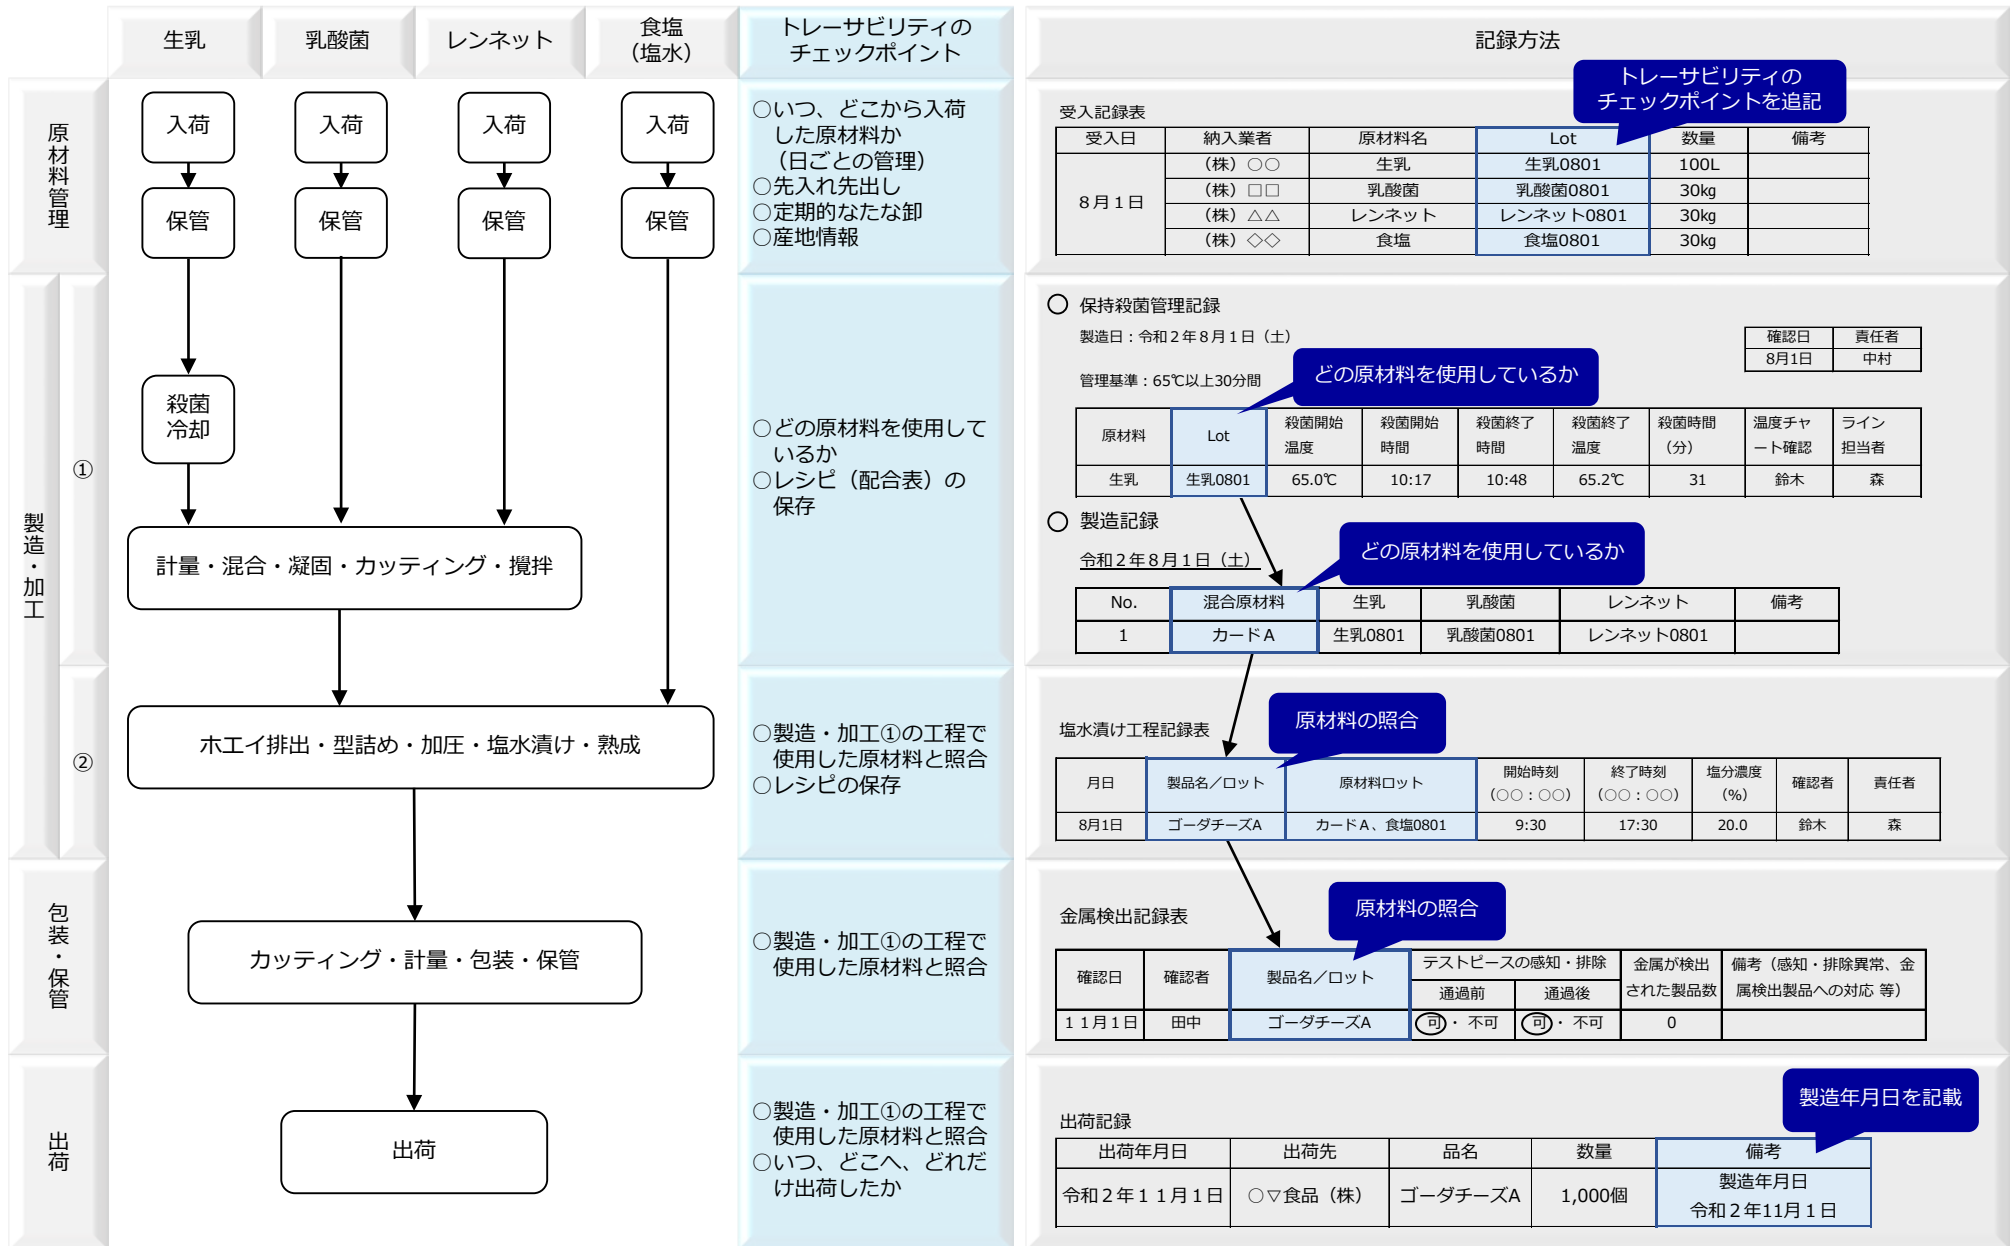 生乳
乳酸菌
レンネット
食塩
（塩水）
トレーサビリティの
チェックポイント
記録方法
原材料管理
入荷
入荷
入荷
入荷
保管
保管
保管
保管
○いつ、どこから入荷
した原材料か
（日ごとの管理）
○先入れ先出し
○定期的なたな卸
○産地情報
トレーサビリティの
チェックポイントを追記
受入記録表
受入日 納入業者 原材料名 Lot 数量 備考
８月１日
（株）○○ 生乳 生乳0801 100L
（株）□□ 乳酸菌 乳酸菌0801 30kg
（株）△△ レンネット レンネット0801 30kg
（株）◇◇ 食塩 食塩0801 30kg
製造・加工
①
殺菌
冷却
計量・混合・凝固・カッティング・攪拌
○どの原材料を使用して
いるか
○レシピ（配合表）の
保存
○ 保持殺菌管理記録
製造日：令和２年８月１日（土）
確認日 責任者
8月1日 中村
管理基準：65℃以上30分間
どの原材料を使用しているか
原材料 Lot 殺菌開始温度 殺菌開始時間 殺菌終了時間 殺菌終了温度 殺菌時間（分） 温度チャート確認 ライン担当者
生乳 生乳0801 65.0℃ 10:17 10:48 65.2℃ 31 鈴木 森
○ 製造記録
令和２年８月１日（土）
どの原材料を使用しているか
No. 混合原材料 生乳 乳酸菌 レンネット 備考
1 カードＡ 生乳0801 乳酸菌0801 レンネット0801
②
ホエイ排出・型詰め・加圧・塩水漬け・熟成
○製造・加工①の工程で
使用した原材料と照合
○レシピの保存
塩水漬け工程記録表
原材料の照合
月日 製品名／ロット 原材料ロット 開始時刻（○○：○○） 終了時刻（○○：○○） 塩分濃度（%） 確認者 責任者
8月1日 ゴーダチーズA カードＡ、食塩0801 9:30 17:30 20.0 鈴木 森
包装・保管
カッティング・計量・包装・保管
○製造・加工①の工程で
使用した原材料と照合
金属検出記録表
原材料の照合
確認日 確認者 製品名／ロット テストピースの感知・排除 金属が検出された製品数 備考（感知・排除異常、金属検出製品への対応 等）
通過前 通過後
１１月１日 田中 ゴーダチーズA 可・ 不可 可・ 不可 0
出荷
出荷
○製造・加工①の工程で
使用した原材料と照合
○いつ、どこへ、どれだ
け出荷したか
出荷記録
製造年月日を記載
出荷年月日 出荷先 品名 数量 備考
令和２年１１月１日 ○▽食品（株） ゴーダチーズA 1,000個 製造年月日
令和２年11月１日